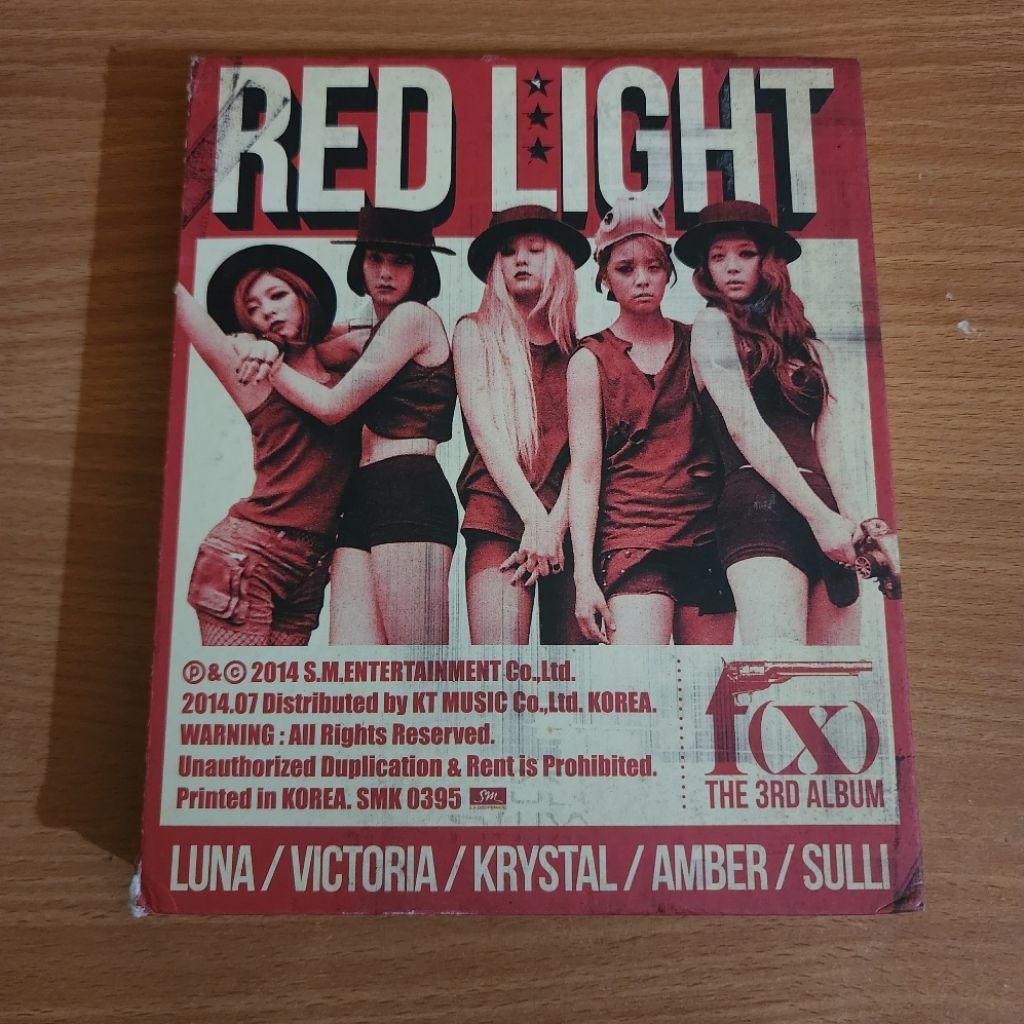 RED LIGHT
℗&© 2014 S.M.ENTERTAINMENT Co.,Ltd.
2014.07 Distributed by KT MUSIC Co.,Ltd. KOREA.
WARNING : All Rights Reserved.
Unauthorized Duplication & Rent is Prohibited.
Printed in KOREA. SMK 0395 SM
f(x)
THE 3RD ALBUM
LUNA / VICTORIA / KRYSTAL / AMBER / SULLI